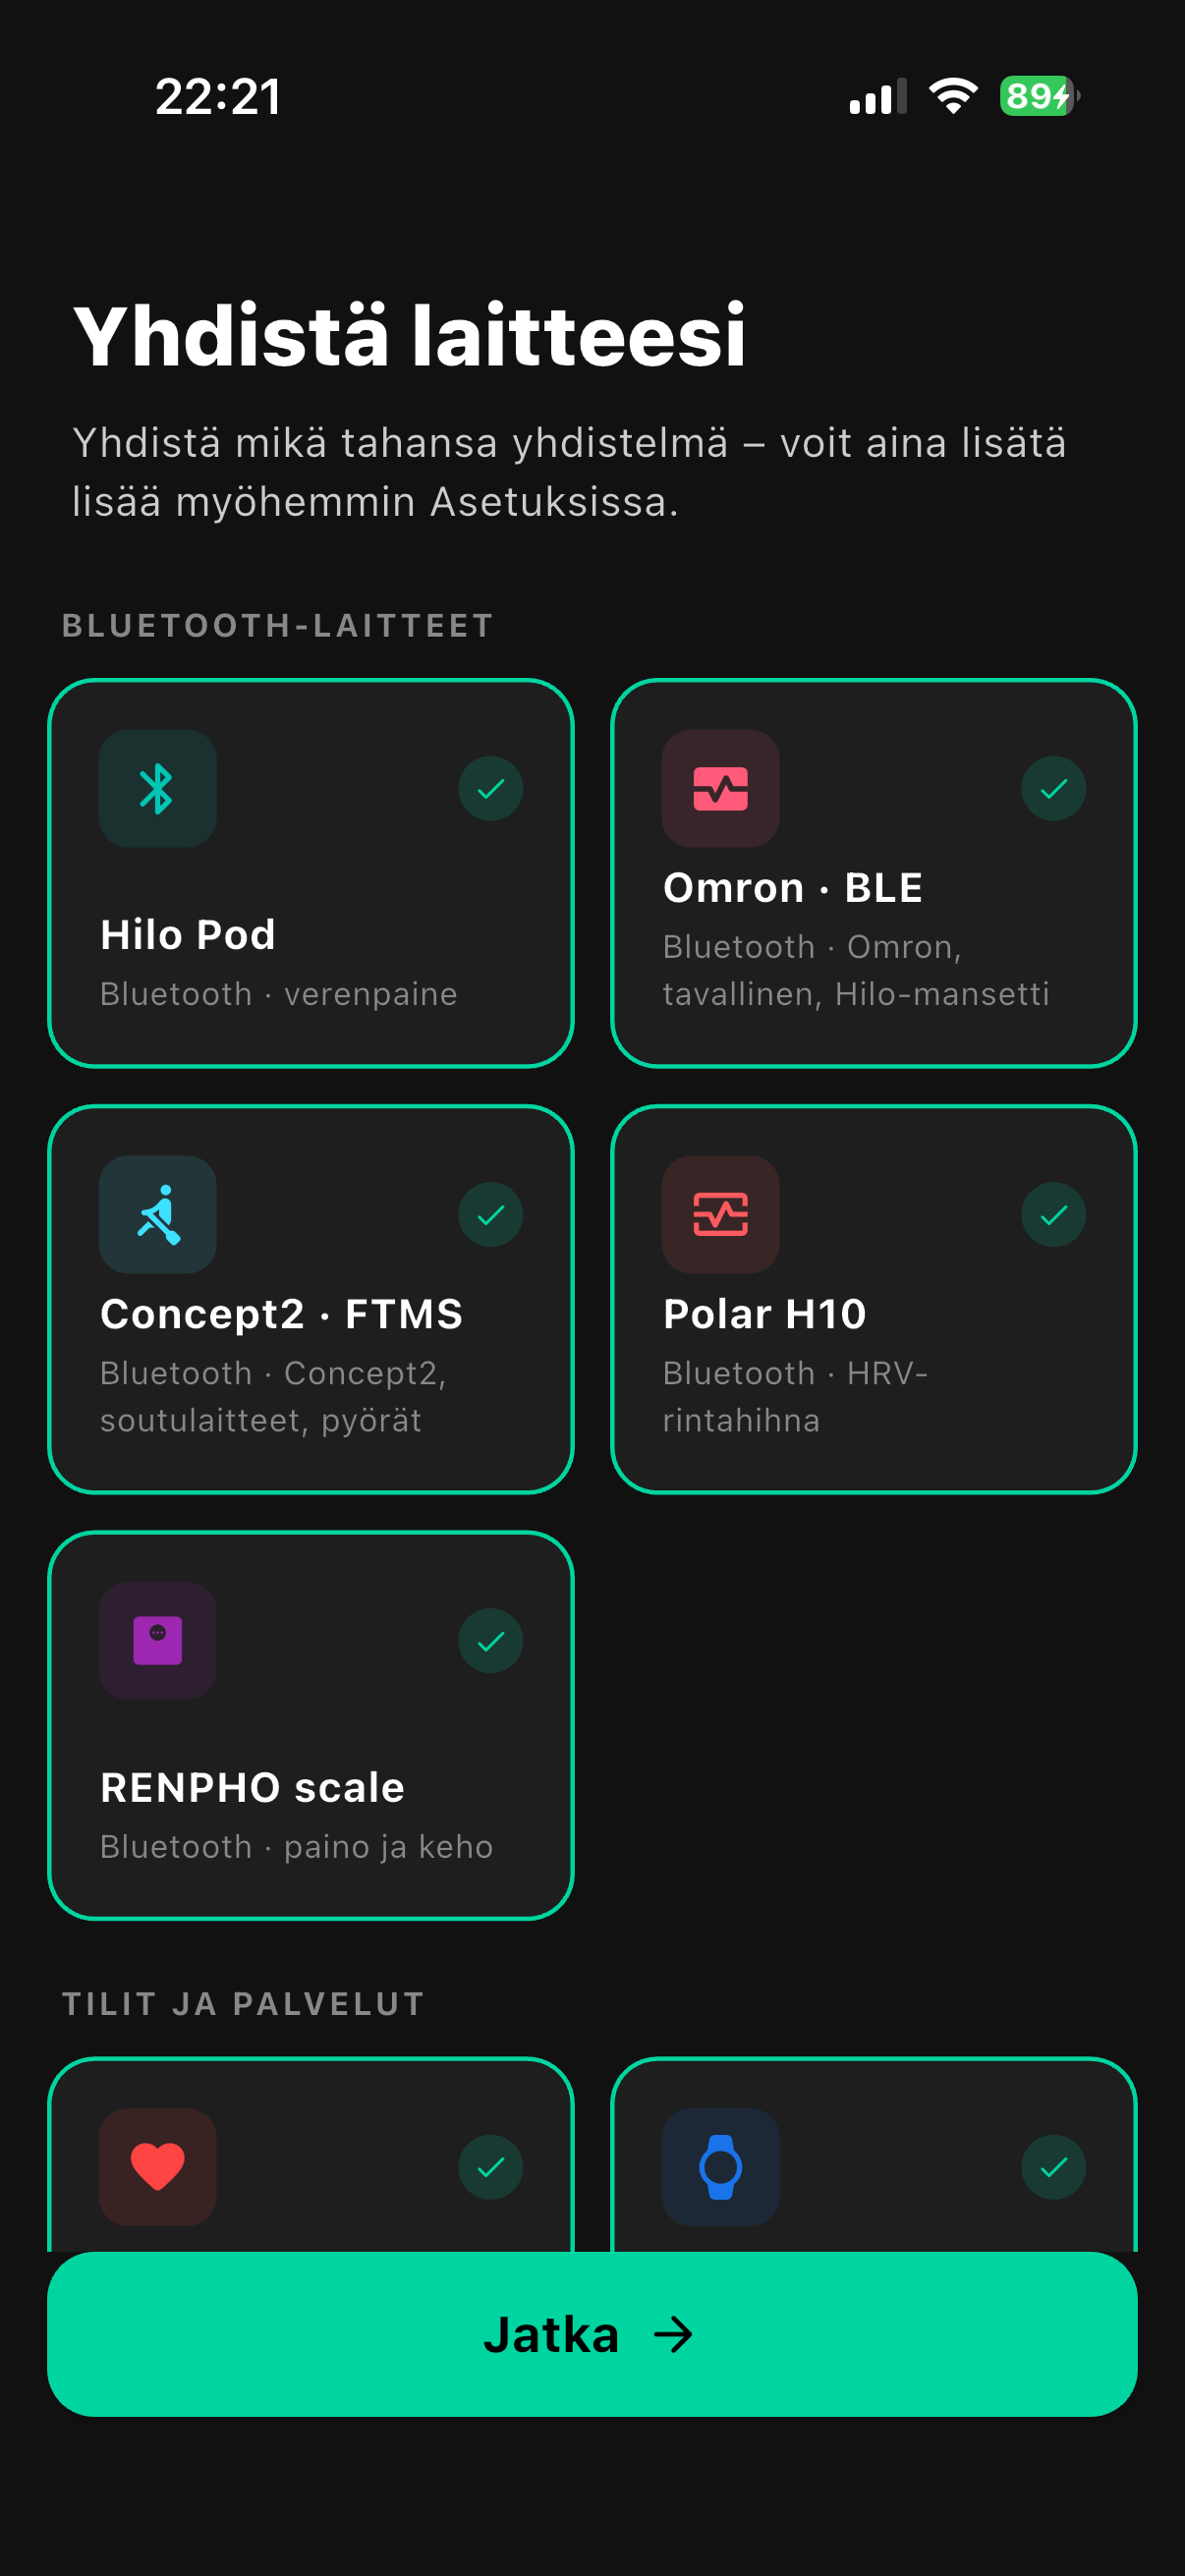 22:21
89
Yhdistä laitteesi
Yhdistä mikä tahansa yhdistelmä – voit aina lisätä
lisää myöhemmin Asetuksissa.
BLUETOOTH-LAITTEET
Hilo Pod
Bluetooth · verenpaine
Omron · BLE
Bluetooth · Omron,
tavallinen, Hilo-mansetti
Concept2 · FTMS
Bluetooth · Concept2,
soutulaitteet, pyörät
Polar H10
Bluetooth · HRV-
rintahihna
RENPHO scale
Bluetooth · paino ja keho
TILIT JA PALVELUT
Jatka →